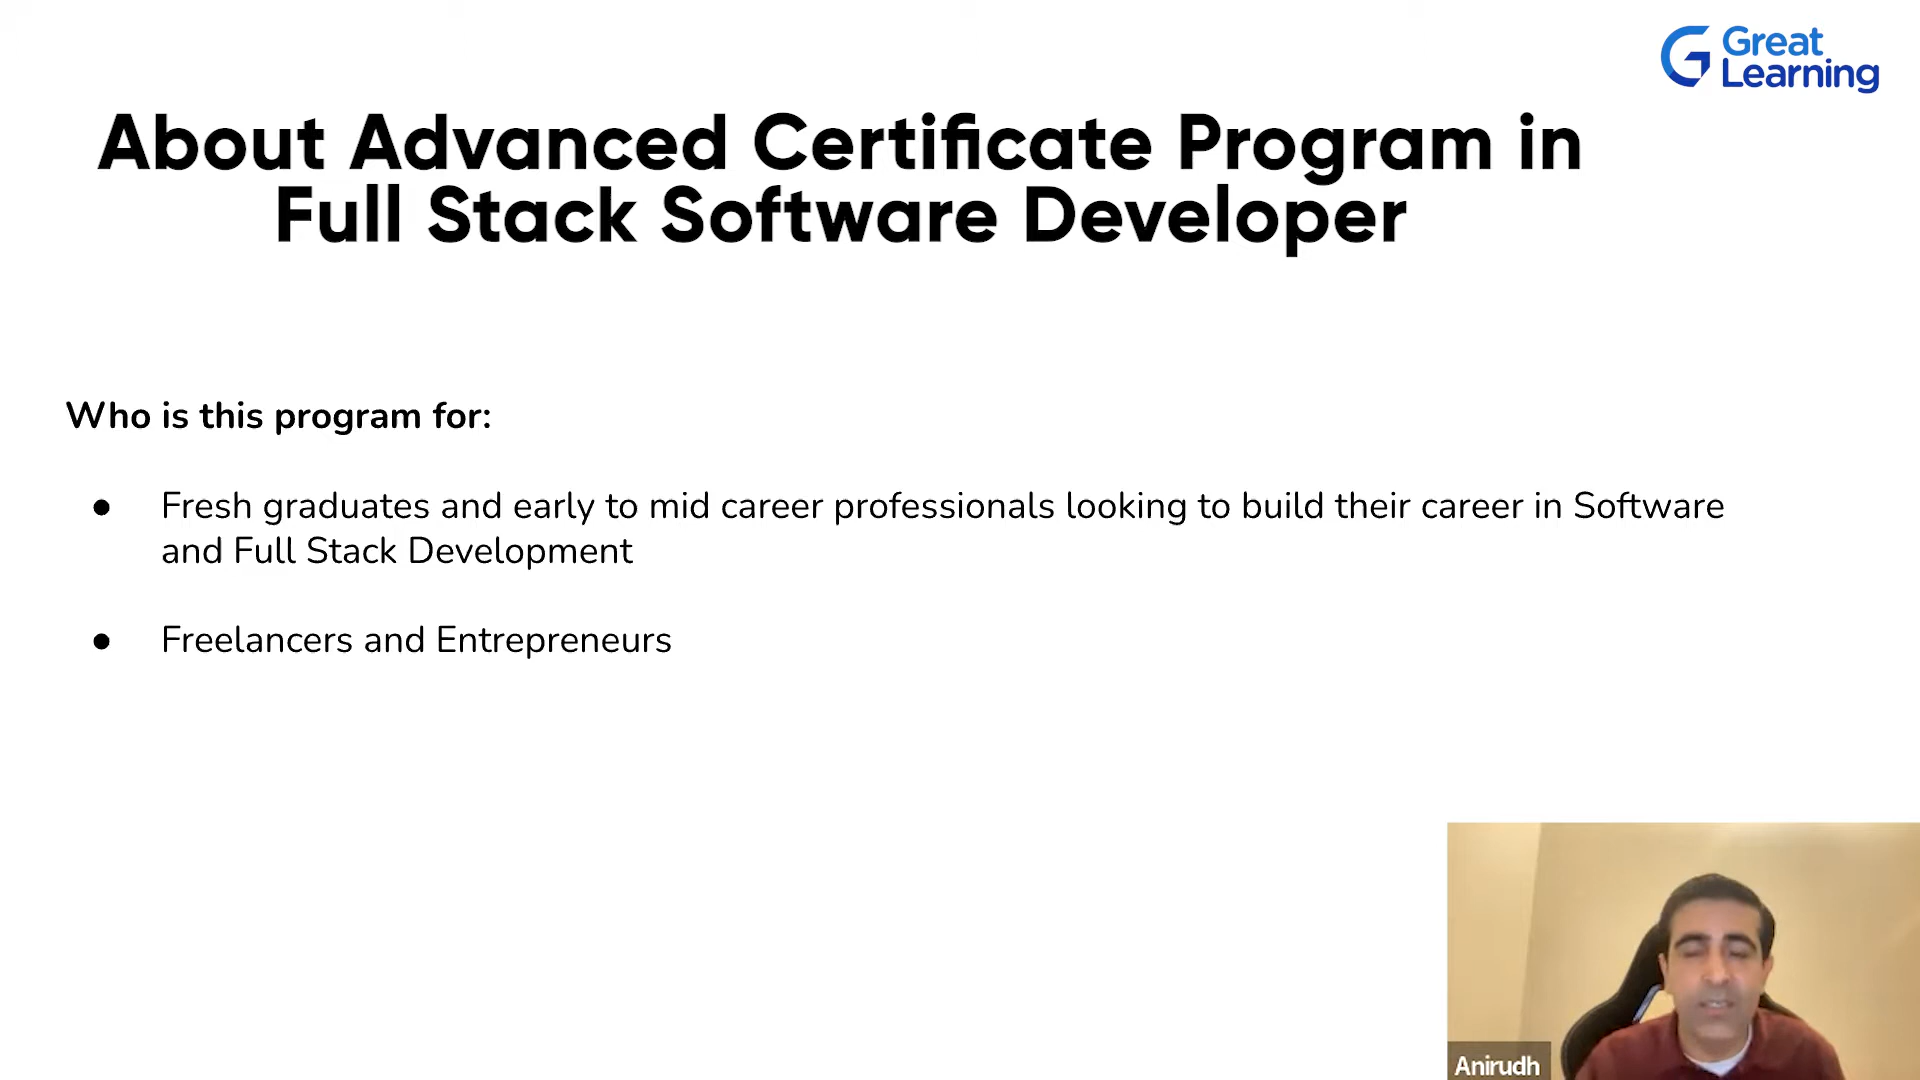 Great
Learning
About Advanced Certificate Program in
Full Stack Software Developer
Who is this program for:
● Fresh graduates and early to mid career professionals looking to build their career in Software
and Full Stack Development
● Freelancers and Entrepreneurs
Anirudh